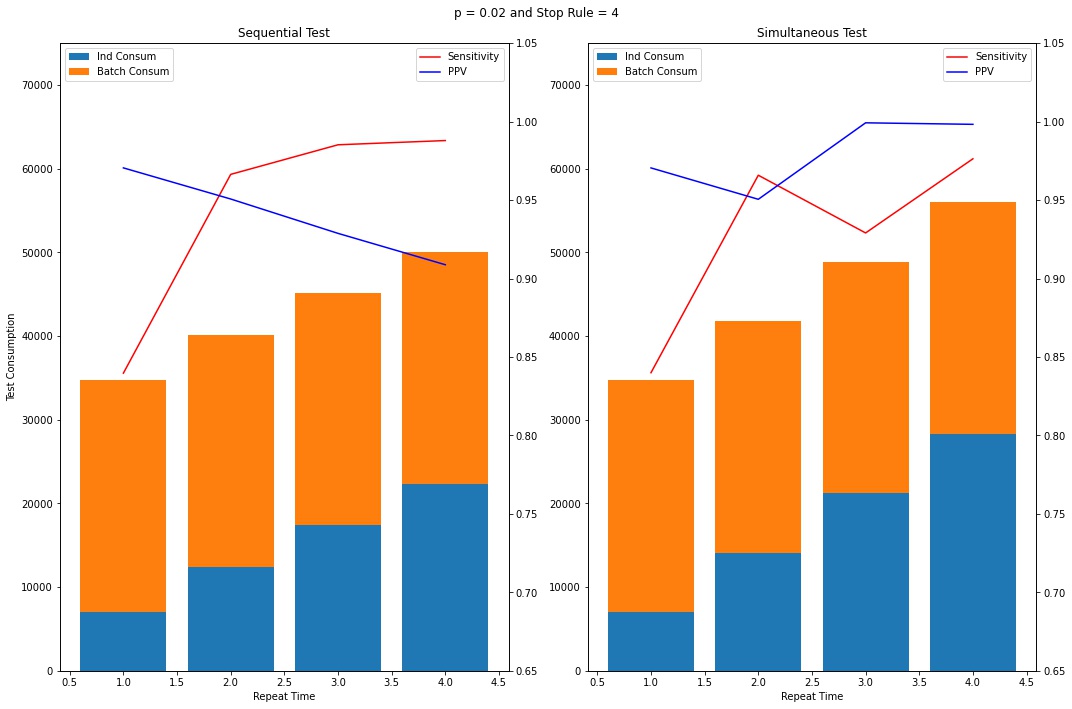 p = 0.02 and Stop Rule = 4
Sequential Test
Ind Consum
Batch Consum
Sensitivity
PPV
70000
60000
50000
40000
30000
20000
10000
0
Test Consumption
1.05
1.00
0.95
0.90
0.85
0.80
0.75
0.70
0.65
0.5 1.0 1.5 2.0 2.5 3.0 3.5 4.0 4.5
Repeat Time
Simultaneous Test
Ind Consum
Batch Consum
Sensitivity
PPV
70000
60000
50000
40000
30000
20000
10000
0
1.05
1.00
0.95
0.90
0.85
0.80
0.75
0.70
0.65
0.5 1.0 1.5 2.0 2.5 3.0 3.5 4.0 4.5
Repeat Time